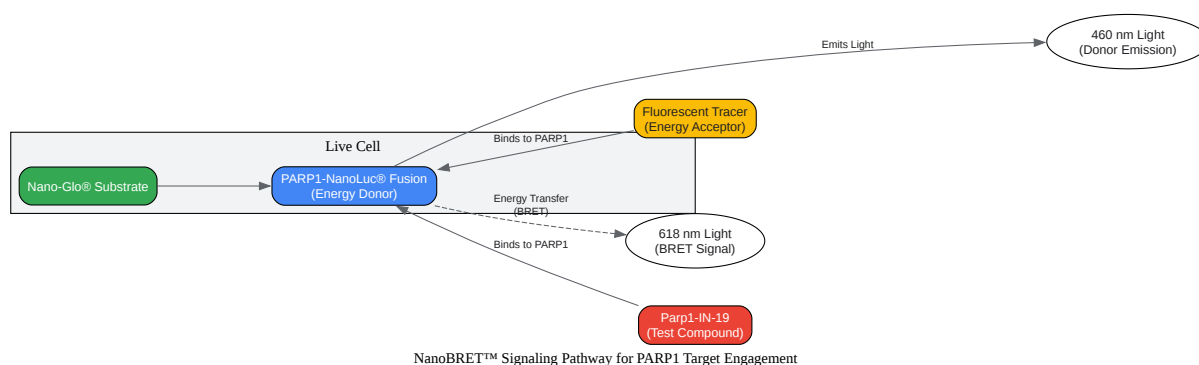 460 nm Light
(Donor Emission)
Emits Light
Fluorescent Tracer
(Energy Acceptor)
Binds to PARP1
Live Cell
Nano-Glo® Substrate
PARP1-NanoLuc® Fusion
(Energy Donor)
Energy Transfer
(BRET)
618 nm Light
(BRET Signal)
Binds to PARP1
Parp1-IN-19
(Test Compound)
NanoBRET™ Signaling Pathway for PARP1 Target Engagement